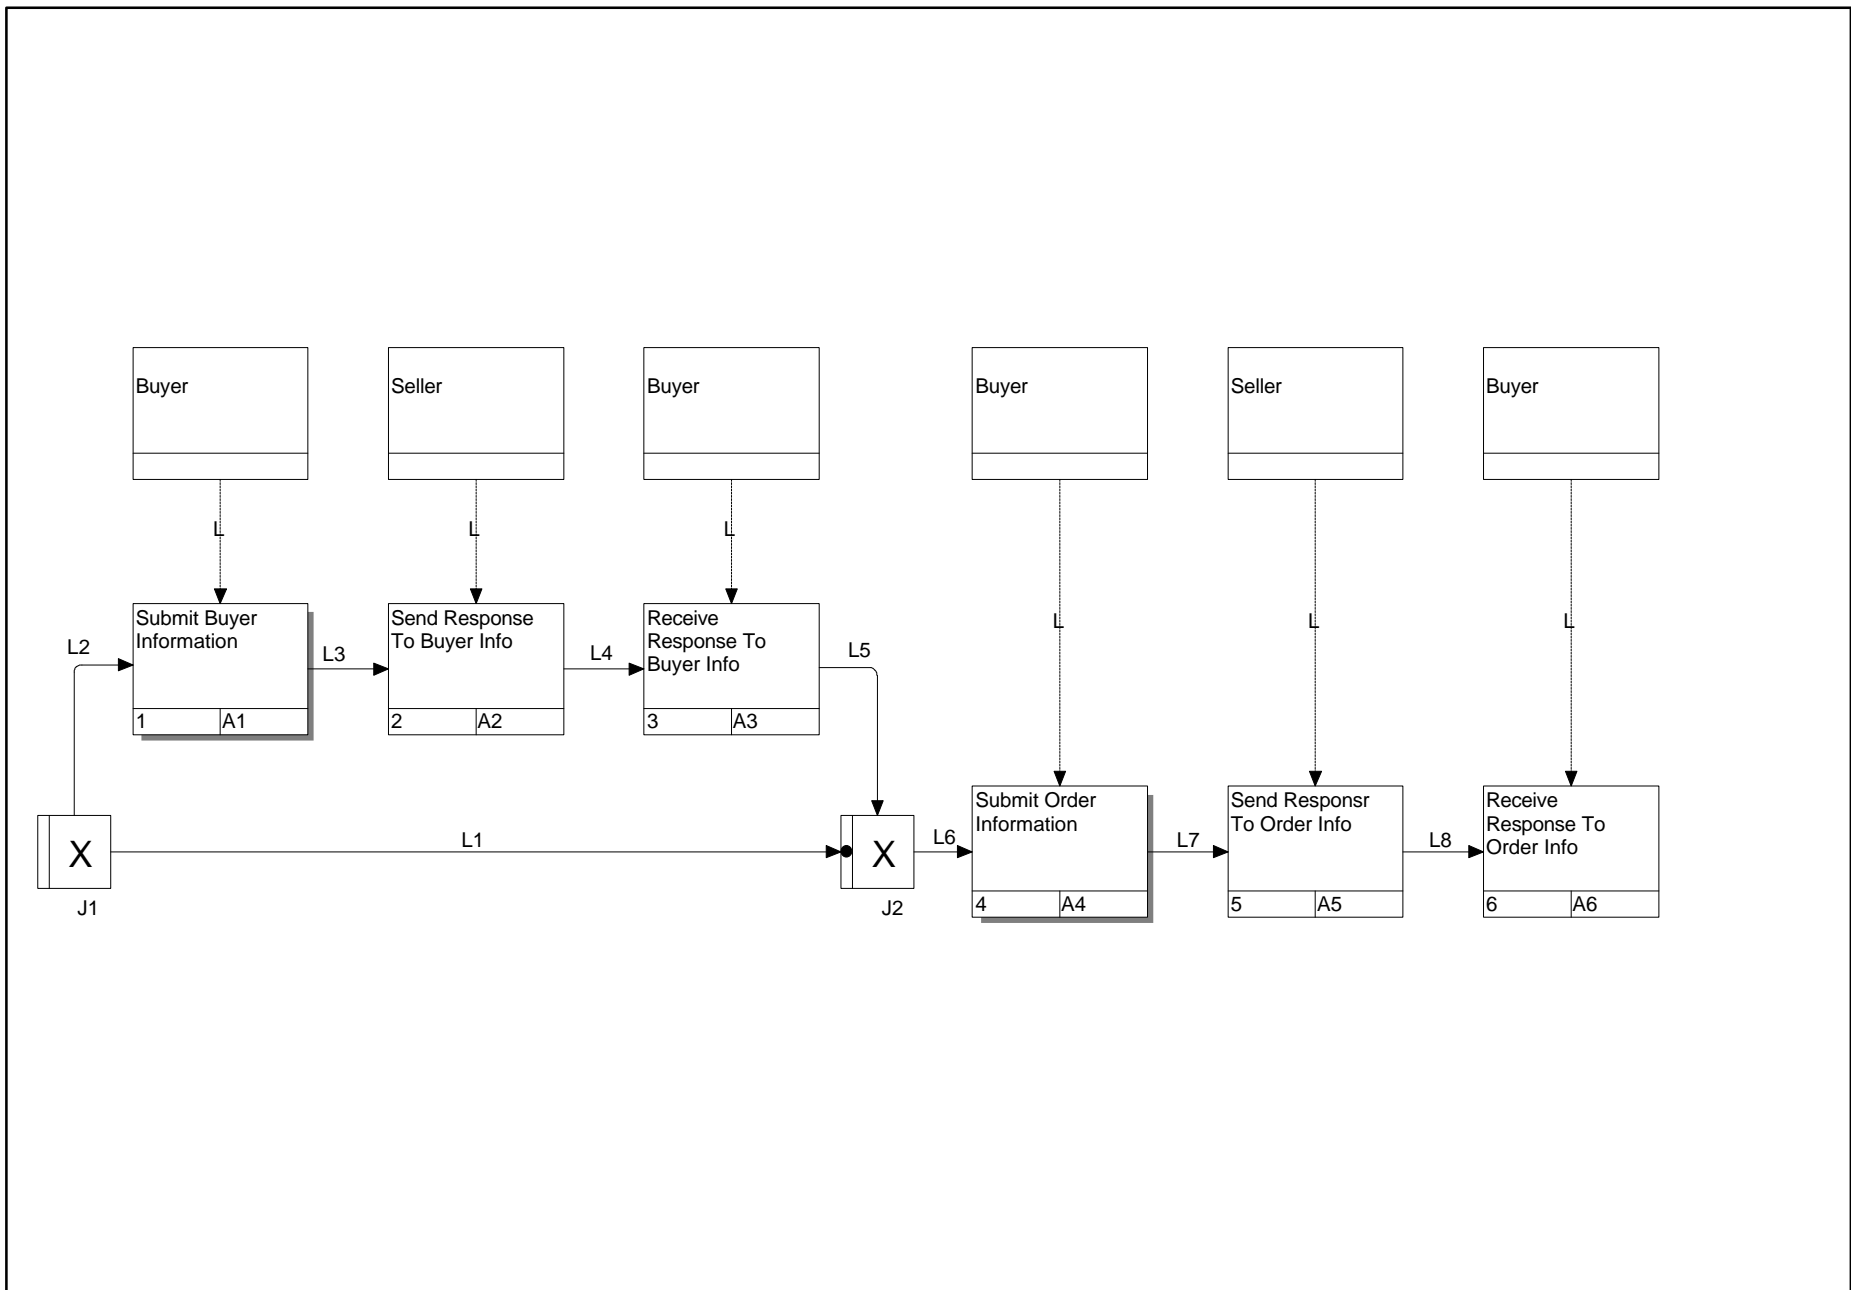 Buyer
Seller
Buyer
Buyer
Seller
Buyer
L
L
L
L
L
L
Submit Buyer
Information
1
A1
Send Response
To Buyer Info
2
A2
Receive
Response To
Buyer Info
3
A3
L2
L3
L4
L5
X
J1
L1
X
J2
L6
Submit Order
Information
4
A4
L7
Send Responsr
To Order Info
5
A5
L8
Receive
Response To
Order Info
6
A6